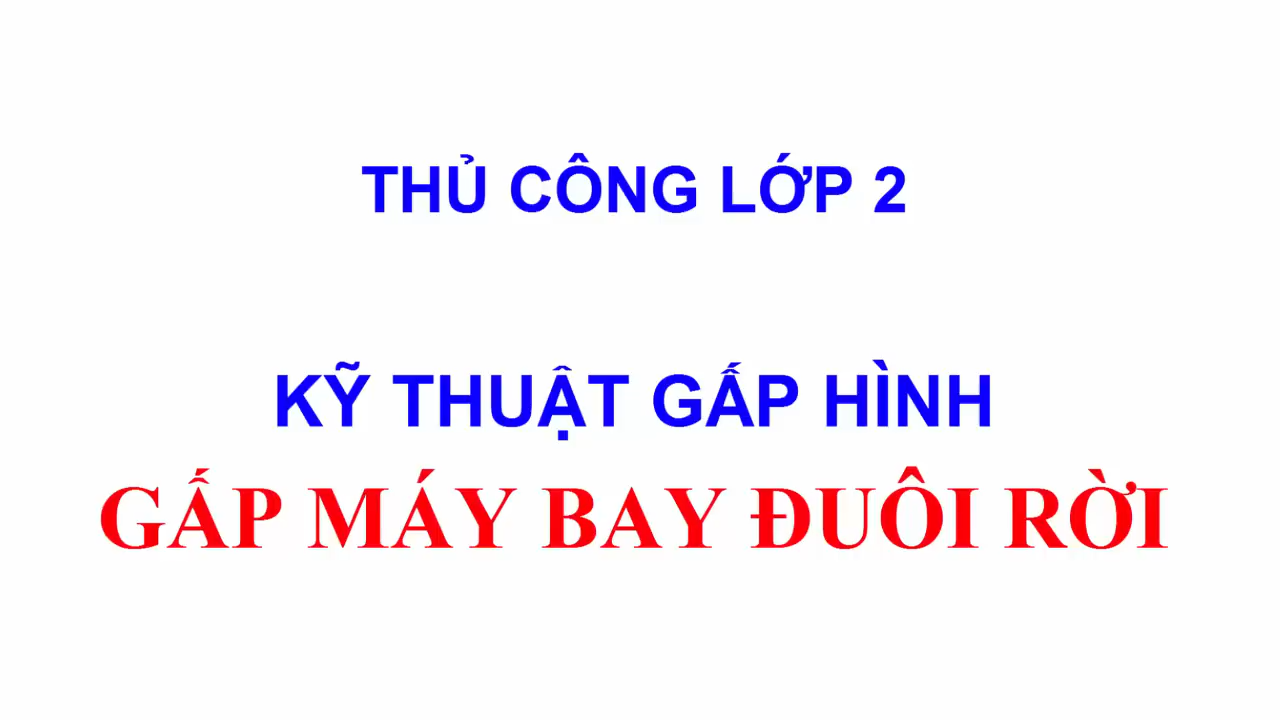 THỦ CÔNG LỚP 2
KỸ THUẬT GẤP HÌNH
GẤP MÁY BAY ĐUÔI RỜI